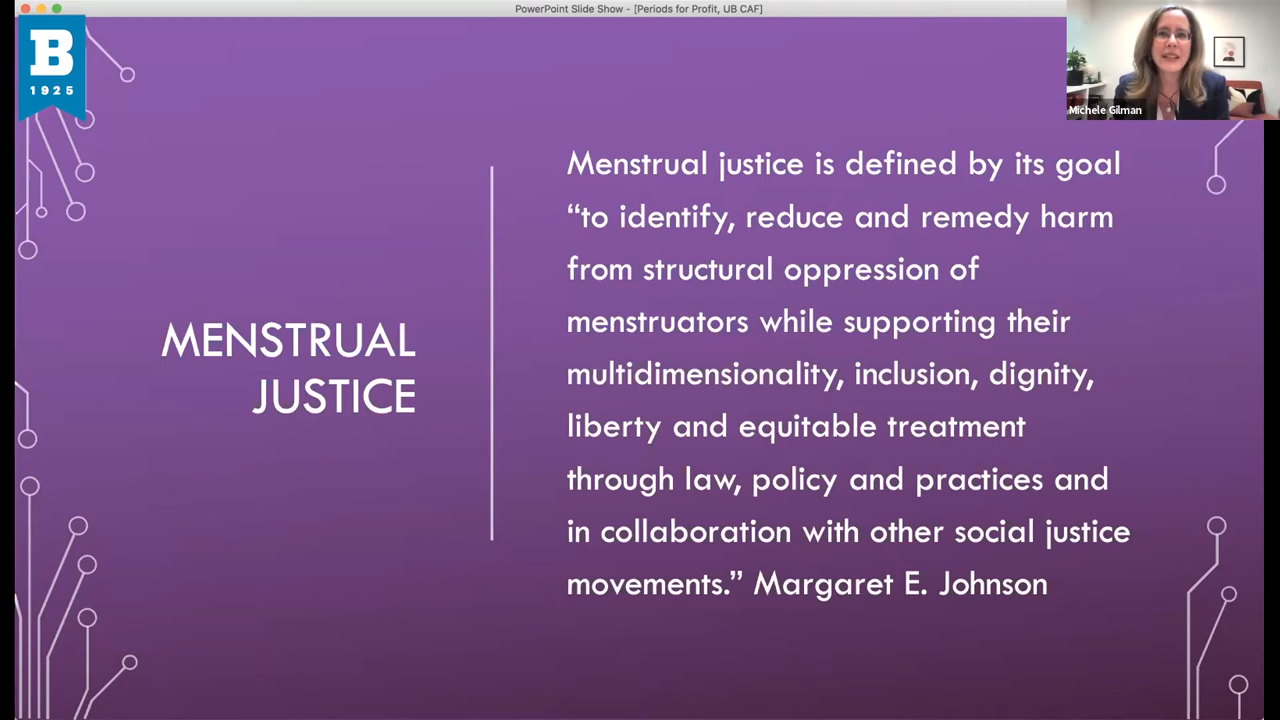 PowerPoint Slide Show - [Periods for Profit, UB CAF]
B
1925
Michele Gilman
MENSTRUAL
JUSTICE
Menstrual justice is defined by its goal
“to identify, reduce and remedy harm
from structural oppression of
menstruators while supporting their
multidimensionality, inclusion, dignity,
liberty and equitable treatment
through law, policy and practices and
in collaboration with other social justice
movements.” Margaret E. Johnson